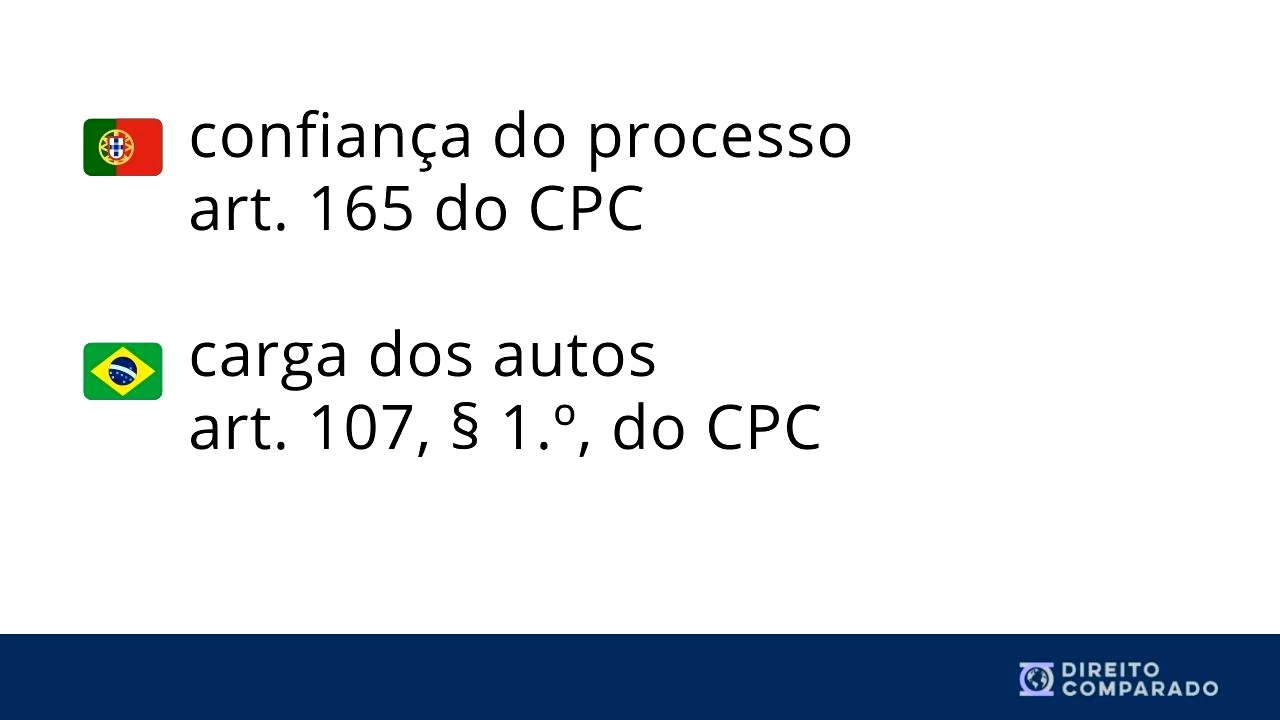 confiança do processo
art. 165 do CPC
carga dos autos
art. 107, § 1.º, do CPC
DIREITO
COMPARADO